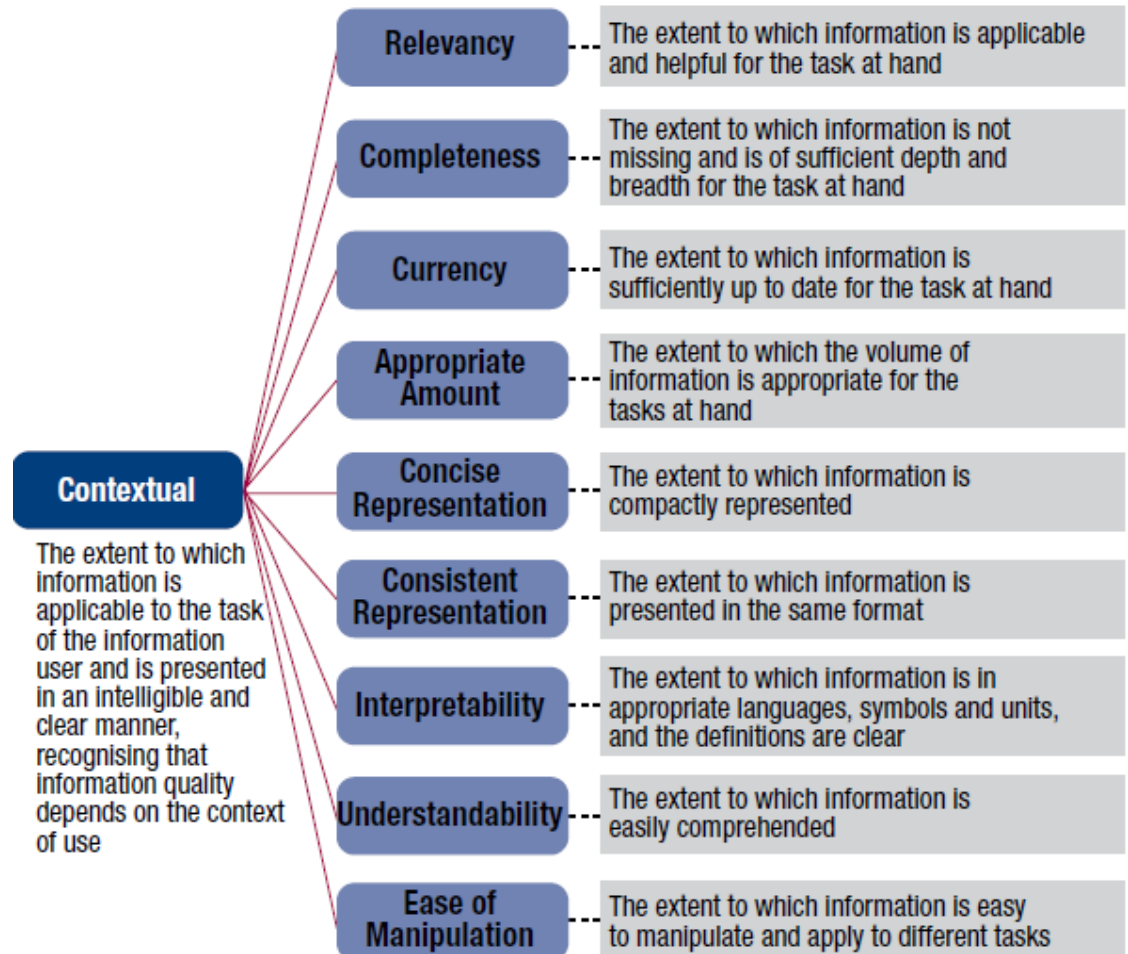 Relevancy
The extent to which information is applicable
and helpful for the task at hand
Completeness
The extent to which information is not
missing and is of sufficient depth and
breadth for the task at hand
Currency
The extent to which information is
sufficiently up to date for the task at hand
Appropriate
Amount
The extent to which the volume of
information is appropriate for the
tasks at hand
Contextual
The extent to which
information is
applicable to the task
of the information
user and is presented
in an intelligible and
clear manner,
recognising that
information quality
depends on the context
of use
Concise
Representation
The extent to which information is
compactly represented
Consistent
Representation
The extent to which information is
presented in the same format
Interpretability
The extent to which information is in
appropriate languages, symbols and units,
and the definitions are clear
Understandability
The extent to which information is
easily comprehended
Ease of
Manipulation
The extent to which information is easy
to manipulate and apply to different tasks